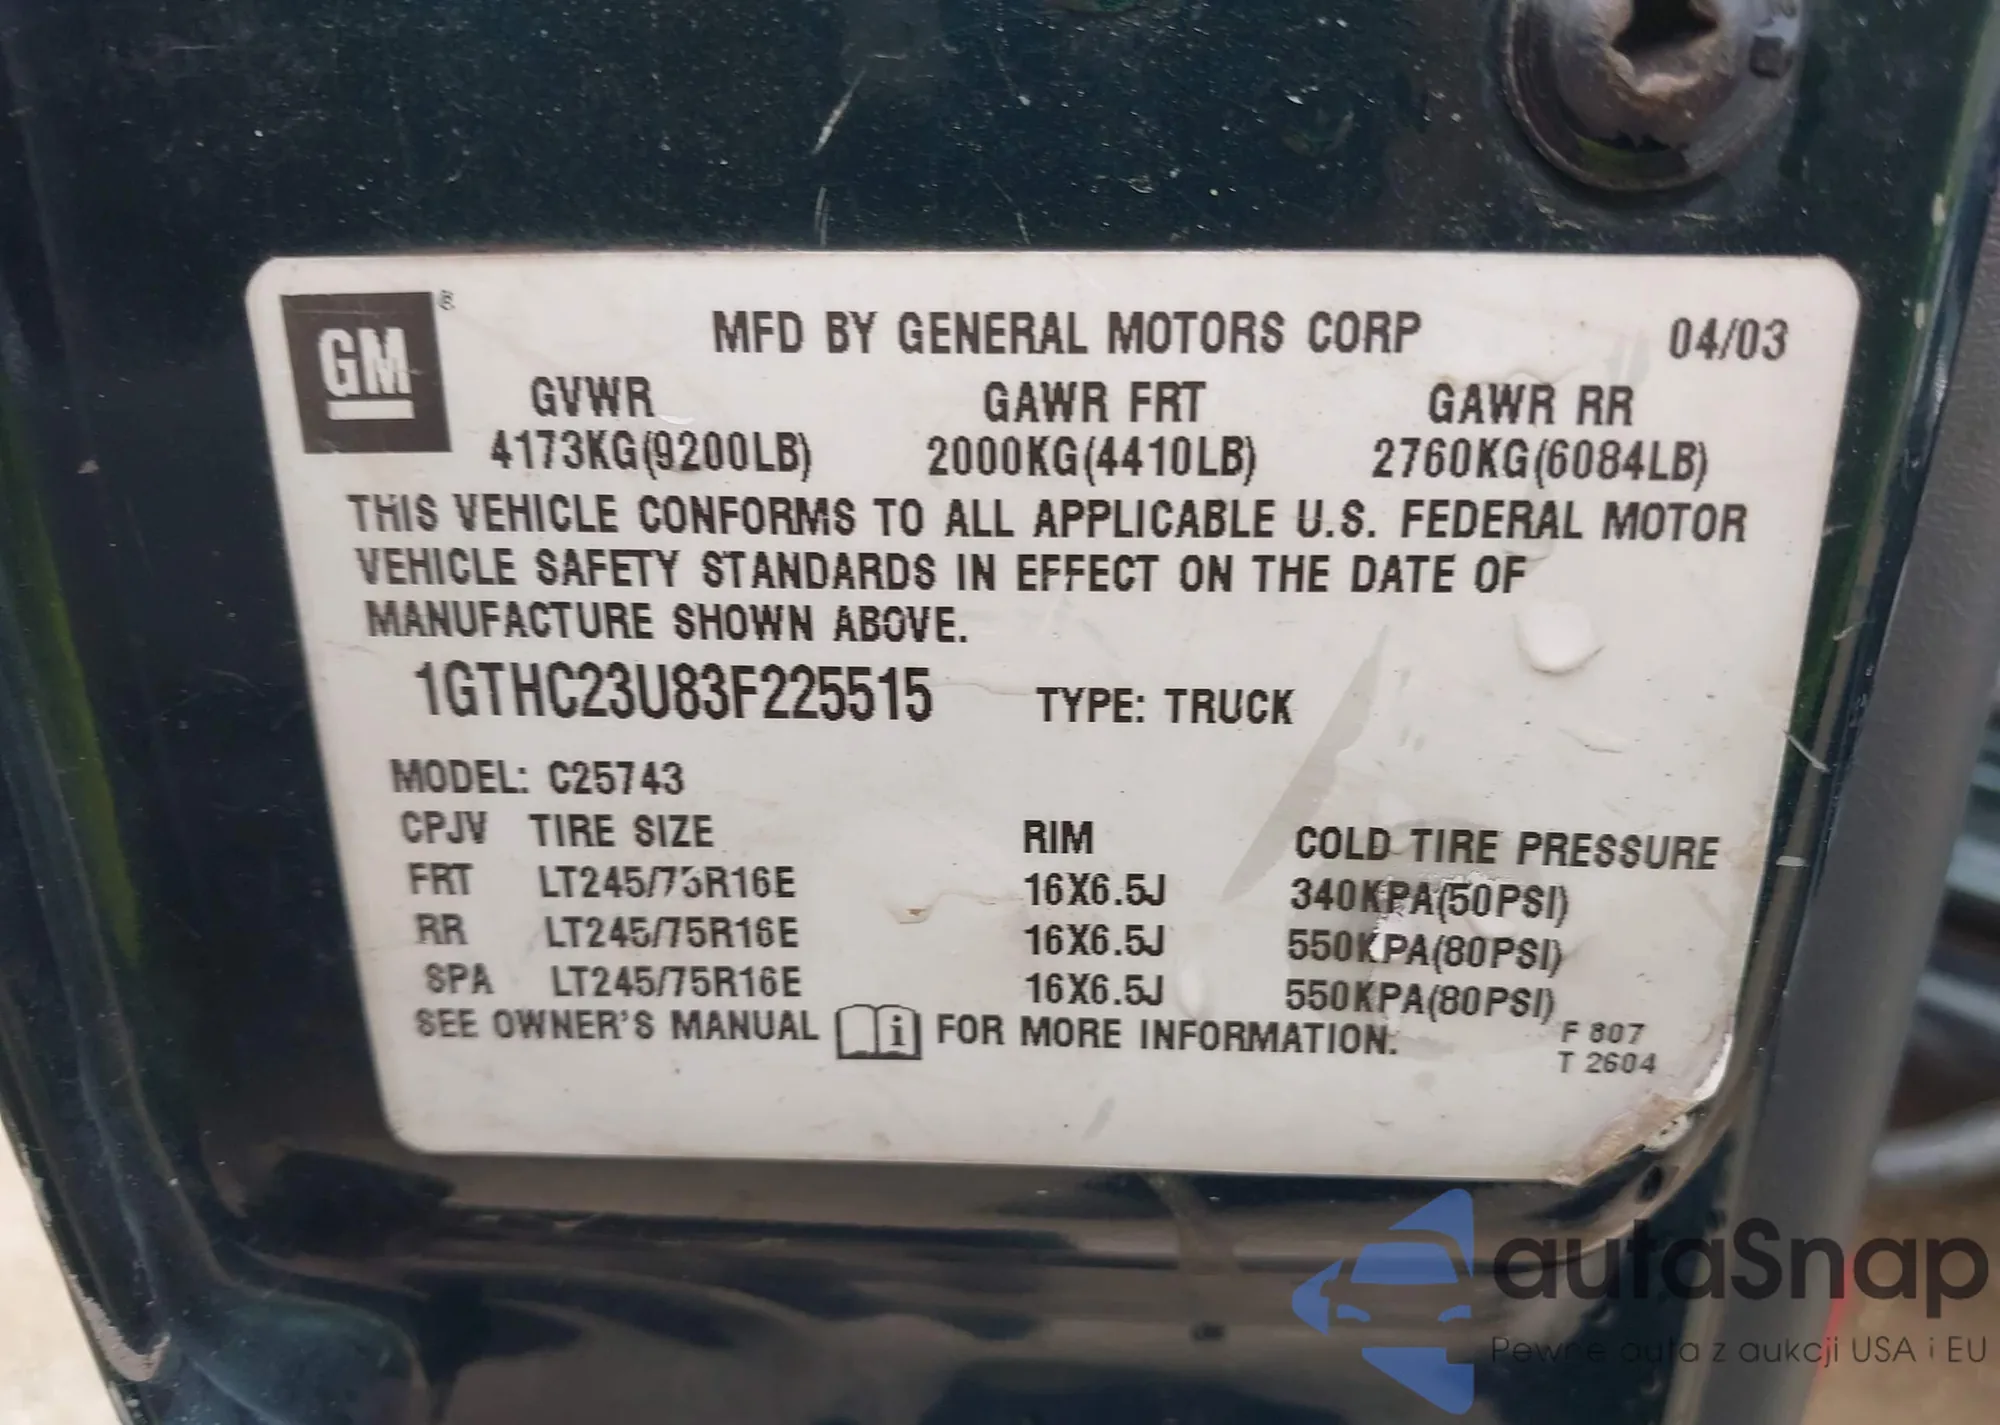 GM ®
MFD BY GENERAL MOTORS CORP 04/03
GVWR GAWR FRT GAWR RR
4173KG(9200LB) 2000KG(4410LB) 2760KG(6084LB)
THIS VEHICLE CONFORMS TO ALL APPLICABLE U.S. FEDERAL MOTOR
VEHICLE SAFETY STANDARDS IN EFFECT ON THE DATE OF
MANUFACTURE SHOWN ABOVE.
1GTHC23U83F225515 TYPE: TRUCK
MODEL: C25743
CPJV TIRE SIZE RIM COLD TIRE PRESSURE
FRT LT245/75R16E 16X6.5J 340KPA(50PSI)
RR LT245/75R16E 16X6.5J 550KPA(80PSI)
SPA LT245/75R16E 16X6.5J 550KPA(80PSI)
SEE OWNER'S MANUAL i FOR MORE INFORMATION.
F 807
T 2604
autaSnap
Pewne auta z aukcji USA i EU